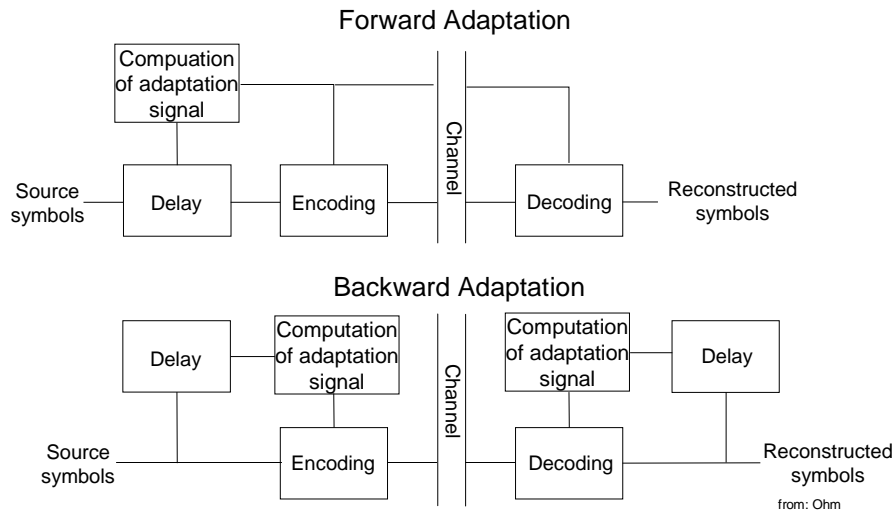 Forward Adaptation
Compuation
of adaptation
signal
Channel
Source
symbols
Delay
Encoding
Decoding
Reconstructed
symbols
Backward Adaptation
Delay
Computation
of adaptation
signal
Channel
Computation
of adaptation
signal
Delay
Source
symbols
Encoding
Decoding
Reconstructed
symbols
from: Ohm